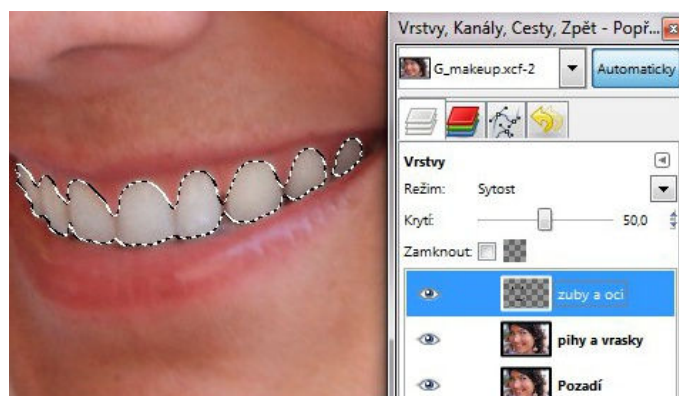 Vrstvy, Kanály, Cesty, Zpět - Popř...
G_makeup.xcf-2
Automaticky
Vrstvy
Režim: Sytost
Krytí: 50,0
Zamknout:
zuby a oci
pihy a vrasky
Pozadí